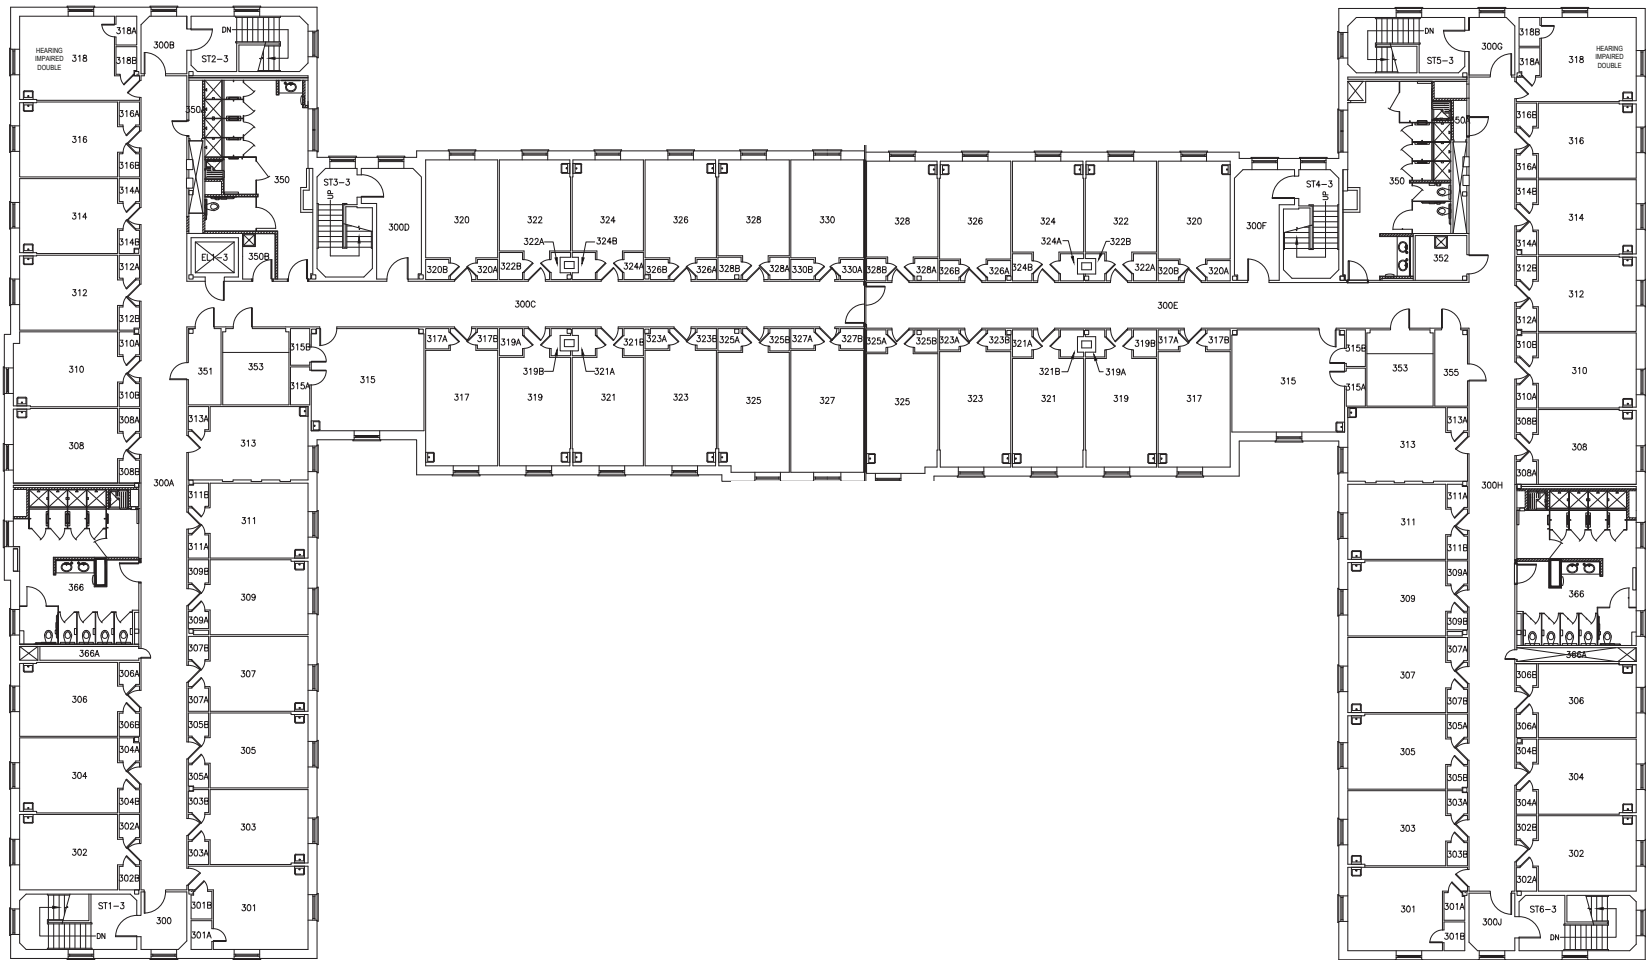 HEARING
IMPAIRED
DOUBLE
318
318A
318B
300B
ST2-3
DN
316
316A
316B
350
314
314A
314B
EL1-3
350B
312
312A
312B
310
310A
310B
308
308A
308B
300A
351
353
315B
315A
315
313A
313
311B
311
311A
309B
309
309A
307B
307
307A
305B
305
305A
303B
303
303A
301B
301
301A
366
366A
306
306A
306B
304
304A
304B
302
302A
302B
ST1-3
DN
300
ST3-3
UP
300D
320
322
324
326
328
330
322A
324B
320B
320A
322B
324A
326B
326A
328B
328A
330B
330A
300C
317A
317B
319A
321B
323A
323B
325A
325B
327A
327B
319B
321A
317
319
321
323
325
327
328
326
324
322
320
324A
322B
328B
328A
326B
326A
324B
322A
320B
320A
300E
325A
325B
323A
323B
321A
319B
317A
317B
321B
319A
325
323
321
319
317
300F
ST4-3
UP
315
315B
315A
353
355
DN
ST5-3
300G
318B
318A
318
HEARING
IMPAIRED
DOUBLE
350
352
316B
316
316A
314B
314
314A
312B
312
312A
310B
310
310A
308B
308
308A
313A
313
300H
311A
311
311B
309A
309
309B
307A
307
307B
305A
305
305B
303A
303
303B
301
301A
301B
366
366A
306B
306
306A
304B
304
304A
302B
302
302A
300J
ST6-3
DN